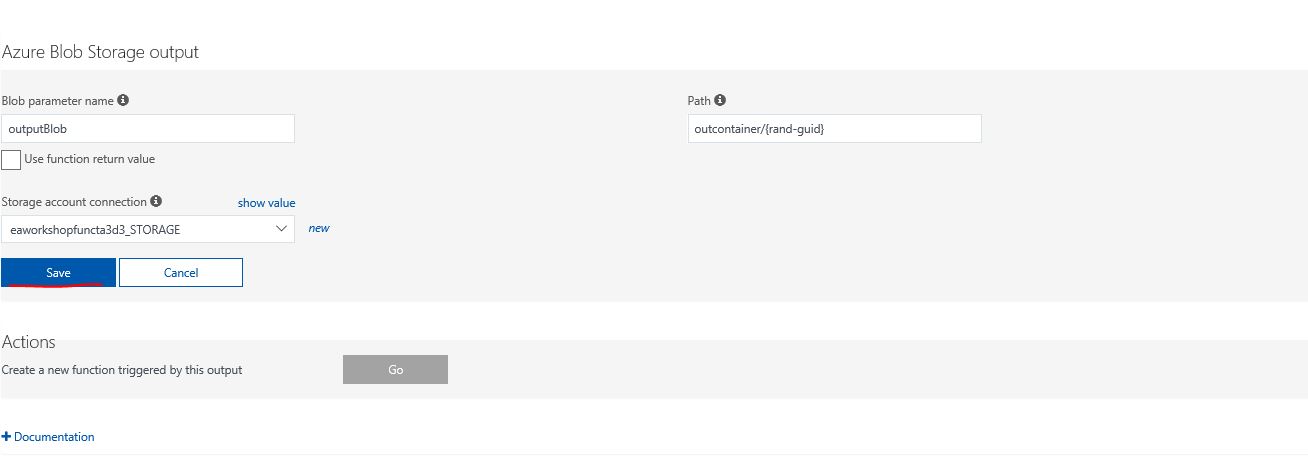 Azure Blob Storage output
Blob parameter name
Path
outputBlob
outcontainer/{rand-guid}
Use function return value
Storage account connection
show value
eaworkshopfuncta3d3_STORAGE
new
Save
Cancel
Actions
Create a new function triggered by this output
Go
+ Documentation